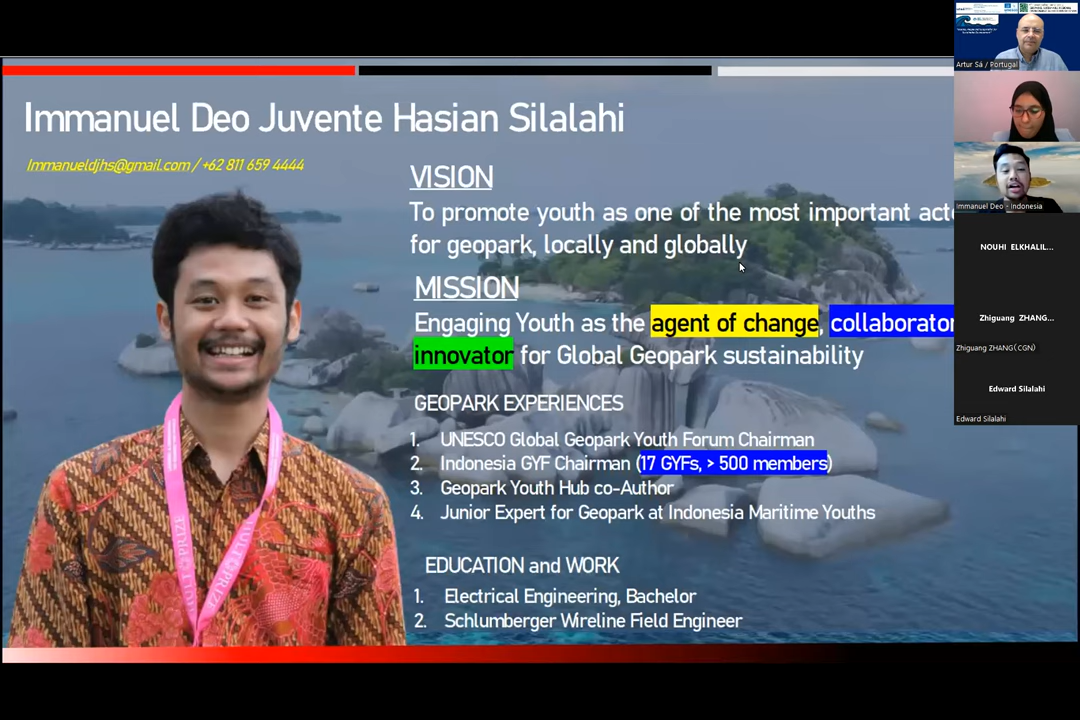 Immanuel Deo Juvente Hasian Silalahi
Immanueldjhs@gmail.com / +62 811 659 4444
VISION
To promote youth as one of the most important acto
for geopark, locally and globally
MISSION
Engaging Youth as the agent of change, collaborator
innovator for Global Geopark sustainability
GEOPARK EXPERIENCES
1. UNESCO Global Geopark Youth Forum Chairman
2. Indonesia GYF Chairman (17 GYFs, > 500 members)
3. Geopark Youth Hub co-Author
4. Junior Expert for Geopark at Indonesia Maritime Youths
EDUCATION and WORK
1. Electrical Engineering, Bachelor
2. Schlumberger Wireline Field Engineer
Artur Sá / Portugal
Immanuel Deo - Indonesia
NOUHI ELKHALIL...
Zhiguang ZHANG...
Zhiguang ZHANG(CGN)
Edward Silalahi
Edward Silalahi